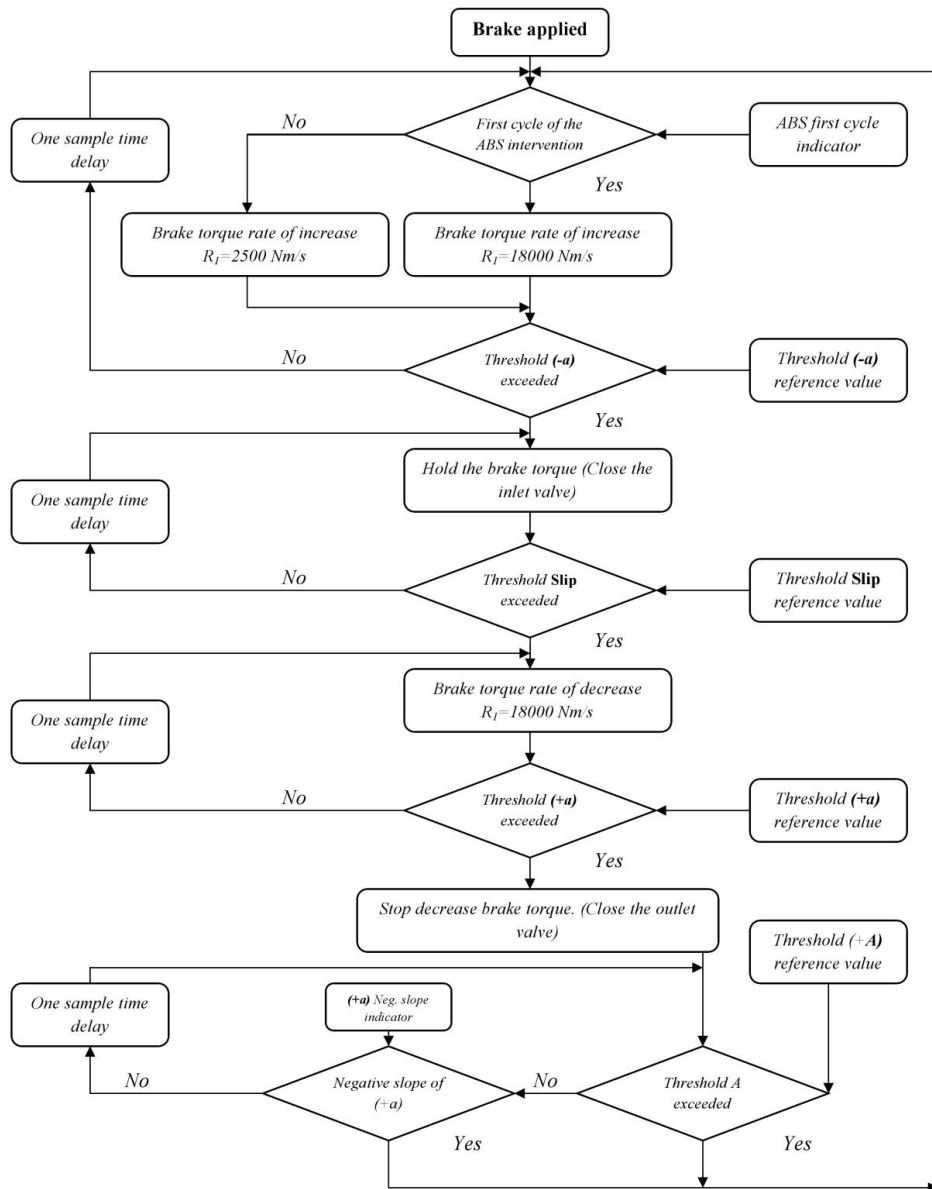 Brake applied
No
First cycle of the
ABS intervention
ABS first cycle
indicator
One sample time
delay
Yes
Brake torque rate of increase
R1=2500 Nm/s
Brake torque rate of increase
R1=18000 Nm/s
No
Threshold (-a)
exceeded
Threshold (-a)
reference value
Yes
Hold the brake torque (Close the
inlet valve)
One sample time
delay
No
Threshold Slip
exceeded
Threshold Slip
reference value
Yes
Brake torque rate of decrease
R1=18000 Nm/s
One sample time
delay
No
Threshold (+a)
exceeded
Threshold (+a)
reference value
Yes
Stop decrease brake torque. (Close the outlet
valve)
Threshold (+A)
reference value
One sample time
delay
(+a) Neg. slope
indicator
No
Negative slope of
(+a)
No
Threshold A
exceeded
Yes
Yes